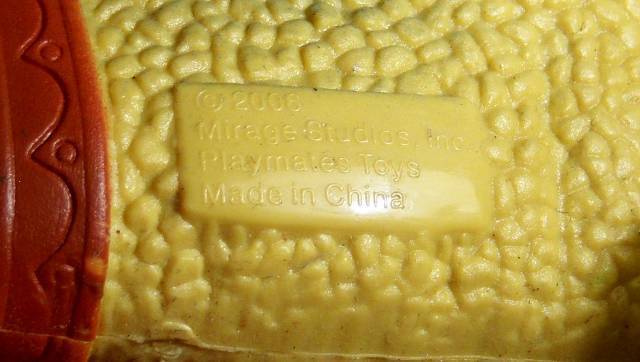 © 2006
Mirage Studios, Inc.
Playmates Toys
Made in China